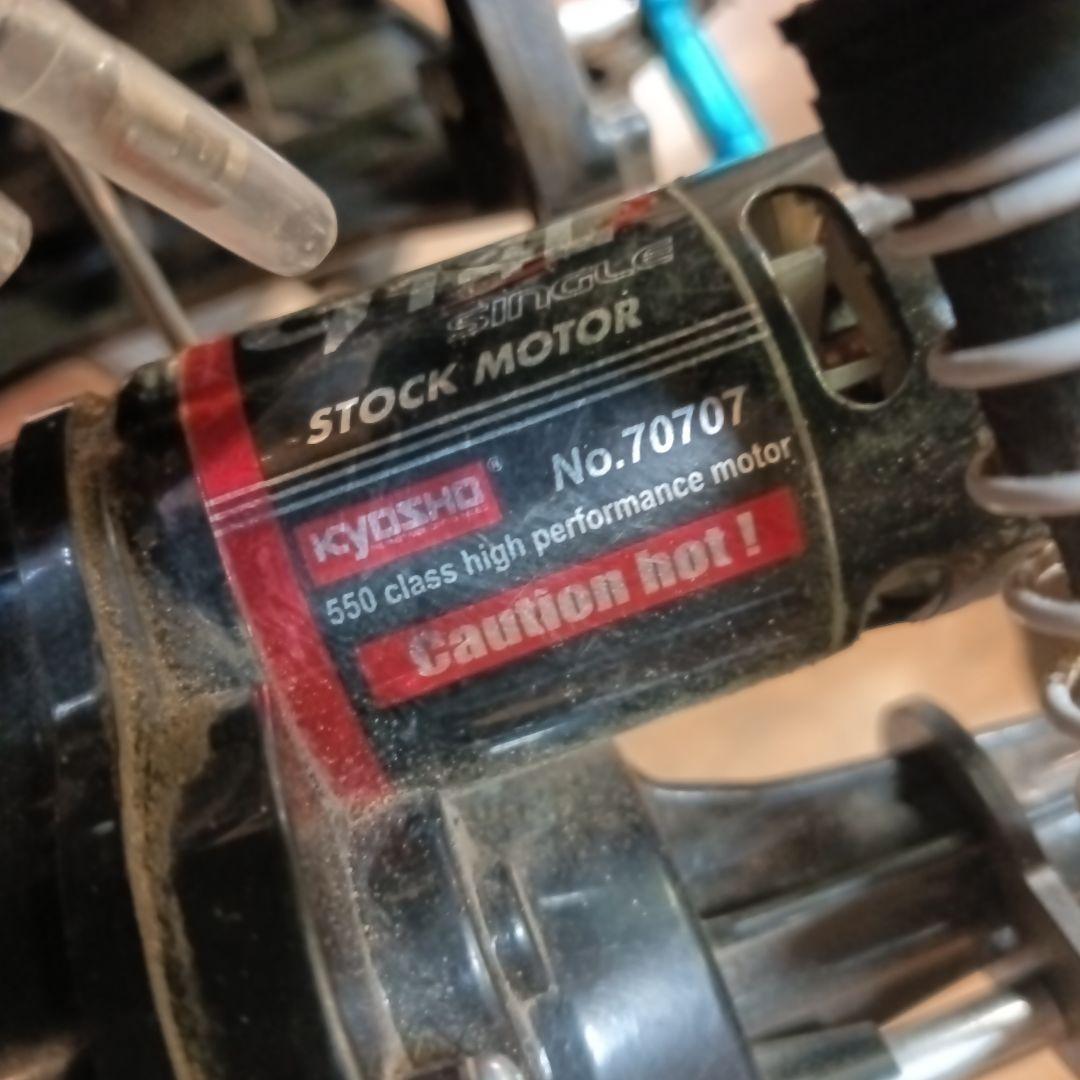 SINGLE
STOCK MOTOR
KYOSHO® No.70707
550 class high performance motor
Caution hot !